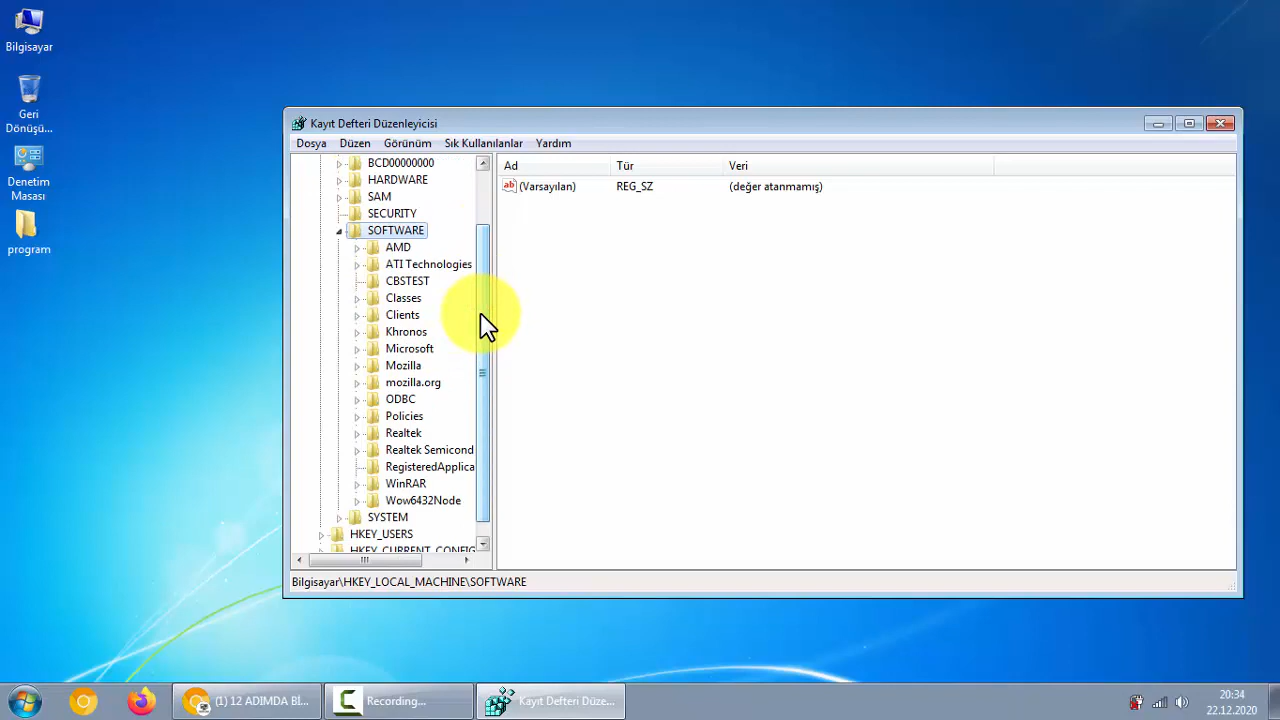 Bilgisayar
Geri
Dönüşü...
Denetim
Masası
program
Kayıt Defteri Düzenleyicisi
Dosya Düzen Görünüm Sık Kullanılanlar Yardım
BCD00000000
HARDWARE
SAM
SECURITY
SOFTWARE
AMD
ATI Technologies
CBSTEST
Classes
Clients
Khronos
Microsoft
Mozilla
mozilla.org
ODBC
Policies
Realtek
Realtek Semicond
RegisteredApplica
WinRAR
Wow6432Node
SYSTEM
HKEY_USERS
HKEY_CURRENT_CONFIG
Ad Tür Veri
ab (Varsayılan) REG_SZ (değer atanmamış)
Bilgisayar\HKEY_LOCAL_MACHINE\SOFTWARE
(1) 12 ADIMDA Bİ...
Recording...
Kayıt Defteri Düze...
20:34
22.12.2020